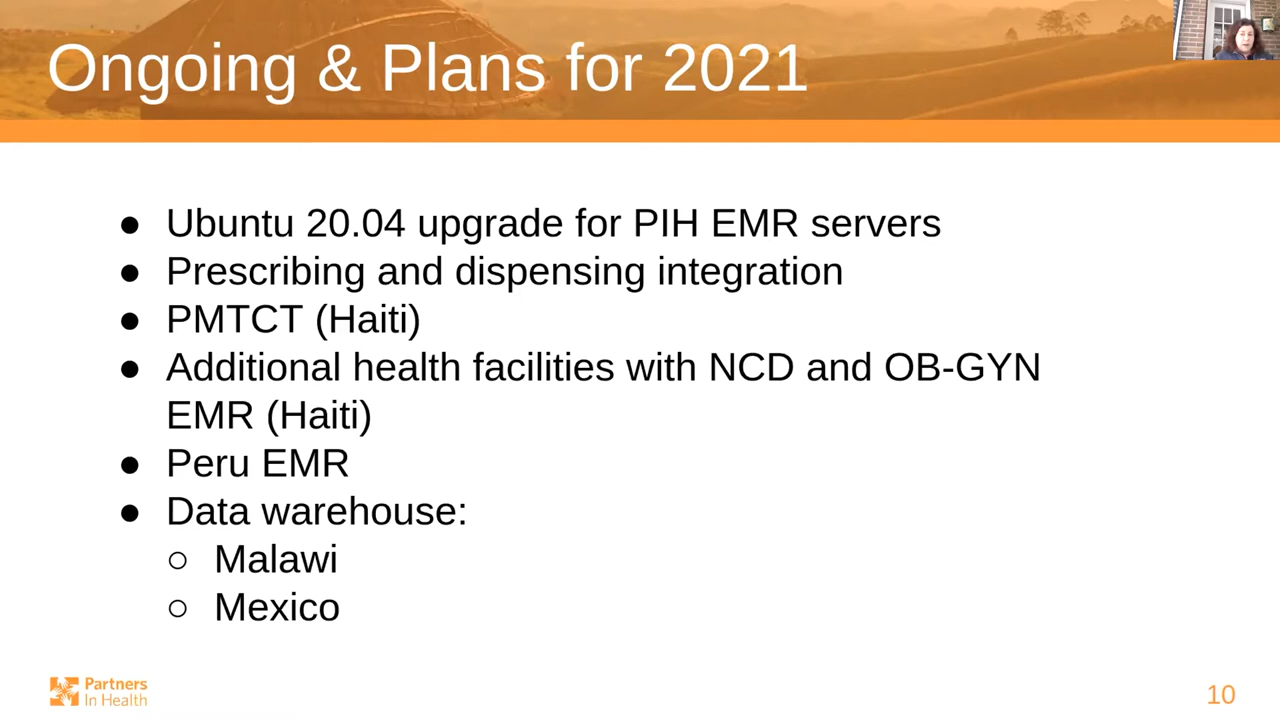 Ongoing & Plans for 2021
● Ubuntu 20.04 upgrade for PIH EMR servers
● Prescribing and dispensing integration
● PMTCT (Haiti)
● Additional health facilities with NCD and OB-GYN
EMR (Haiti)
● Peru EMR
● Data warehouse:
○ Malawi
○ Mexico
Partners
In Health
10